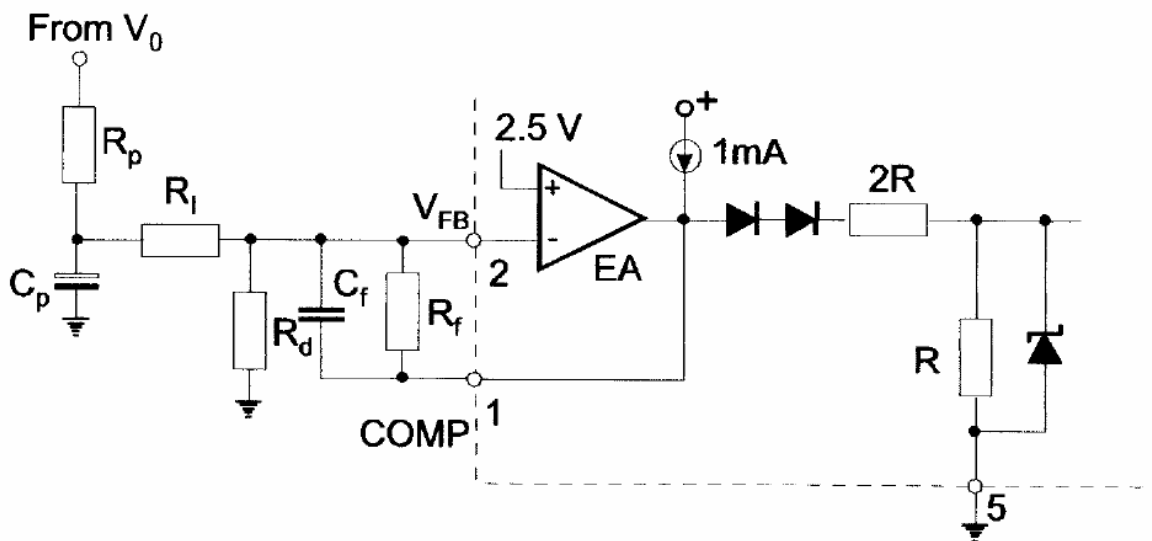 From V0
Rp
2.5 V
+
1mA
2R
RI
VFB
+
-
EA
2
Cp
Cf
Rd
Rf
R
1
COMP
5